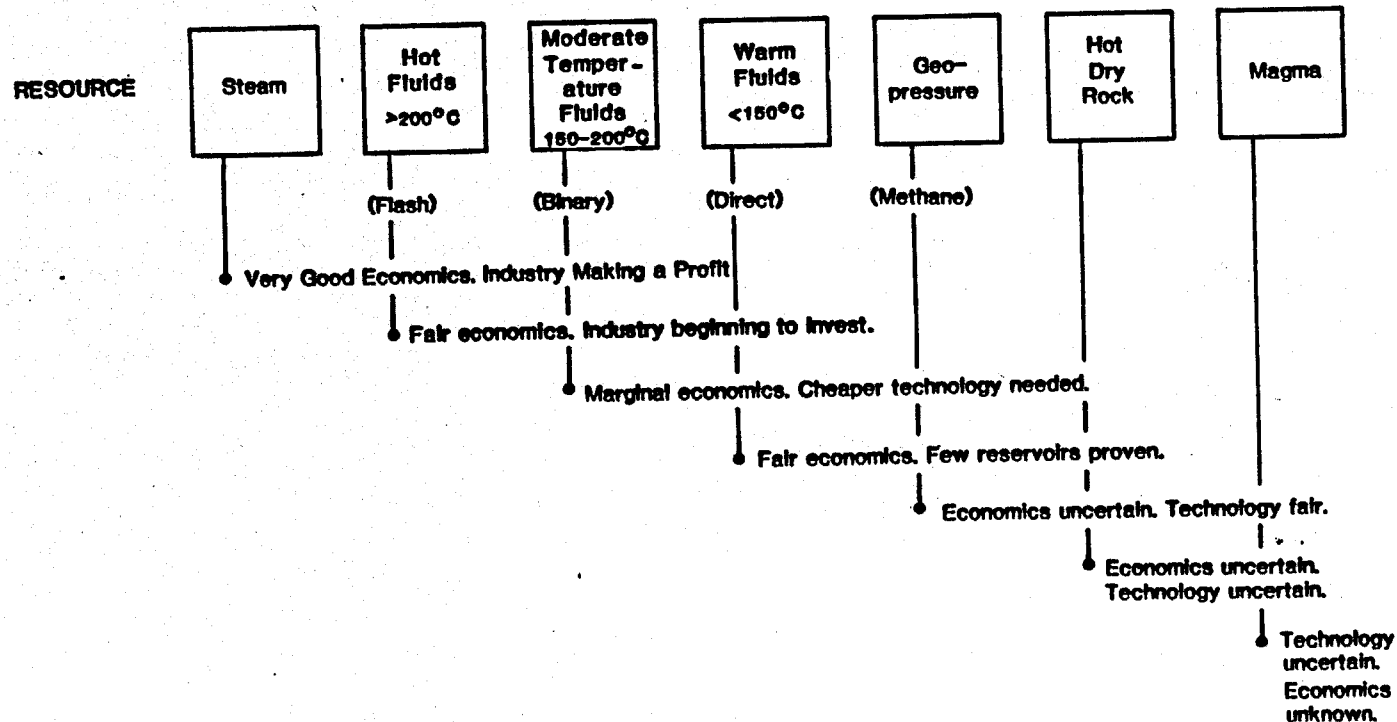 RESOURCE
Steam
Hot
Fluids
>200°C
Moderate
Temper-
ature
Fluids
150-200°C
Warm
Fluids
<150°C
Geo-
pressure
Hot
Dry
Rock
Magma
(Flash)
(Binary)
(Direct)
(Methane)
Very Good Economics. Industry Making a Profit
Fair economics. Industry beginning to invest.
Marginal economics. Cheaper technology needed.
Fair economics. Few reservoirs proven.
Economics uncertain. Technology fair.
Economics uncertain.
Technology uncertain.
Technology
uncertain.
Economics
unknown.